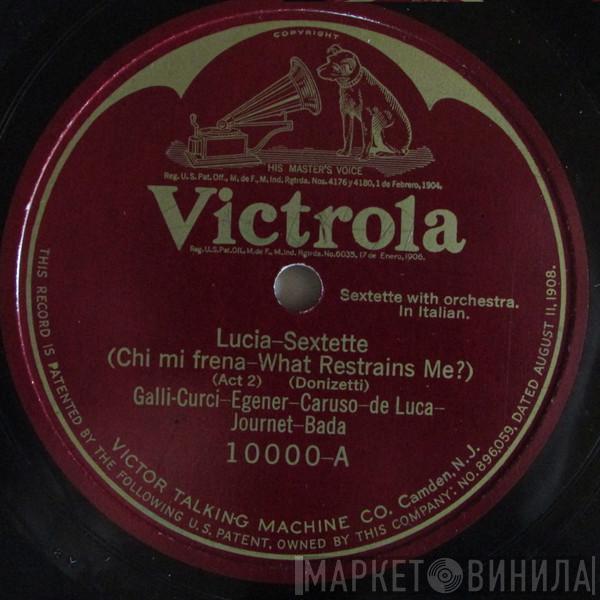 COPYRIGHT
HIS MASTER'S VOICE
Reg. U.S. Pat. Off., M. de F., M. Ind. Rgtrda. Nos. 4176 y 4180, 1 de Febrero, 1904.
Victrola
Reg. U.S. Pat. Off. M. de F., M. Ind. Rgtrda. No. 6035, 17 de Enero, 1906.
Sextette with orchestra.
In Italian.
Lucia-Sextette
(Chi mi frena-What Restrains Me?)
(Act 2) (Donizetti)
Galli-Curci-Egener-Caruso-de Luca-
Journet-Bada
10000-A
VICTOR TALKING MACHINE CO. Camden, N.J.
THIS RECORD IS PATENTED BY THE FOLLOWING U.S. PATENT, OWNED BY THIS COMPANY: NO. 896,059, DATED AUGUST 11, 1908.
МАРКЕТ ВИНИЛА